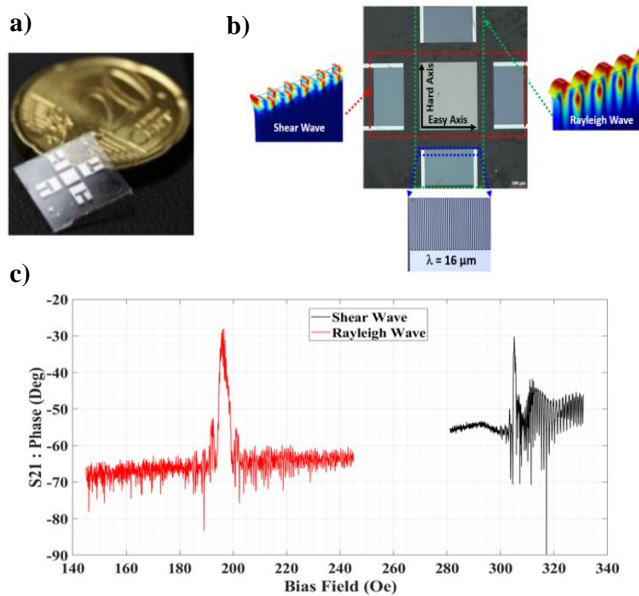 a)
b)
Hard Axis
Easy Axis
Shear Wave
Rayleigh Wave
λ = 16 μm
c)
Shear Wave
Rayleigh Wave
S21 : Phase (Deg)
-20
-30
-40
-50
-60
-70
-80
-90
140
160
180
200
220
240
260
280
300
320
340
Bias Field (Oe)